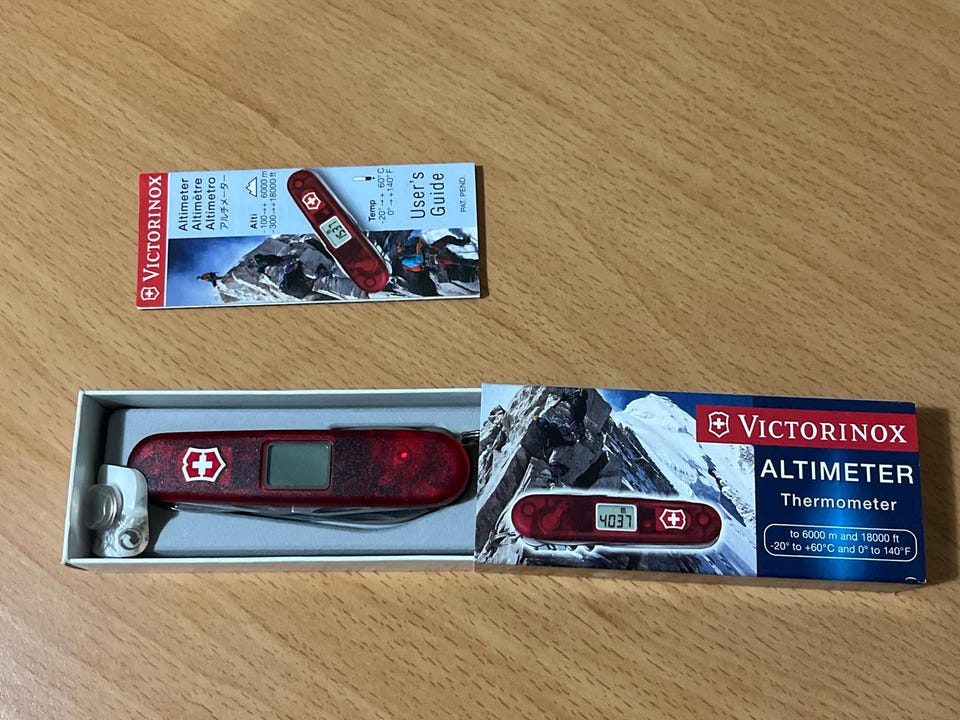 VICTORINOX
Altimeter
Altimètre
Altimetro
アルチメーター
Alti
-100→+ 6000 m
-300→+18000 ft
Temp
-20° →+ 60°C
0° →+140°F
User's
Guide
PAT. PEND.
VICTORINOX
ALTIMETER
Thermometer
to 6000 m and 18000 ft
-20° to +60°C and 0° to 140°F
m
4037